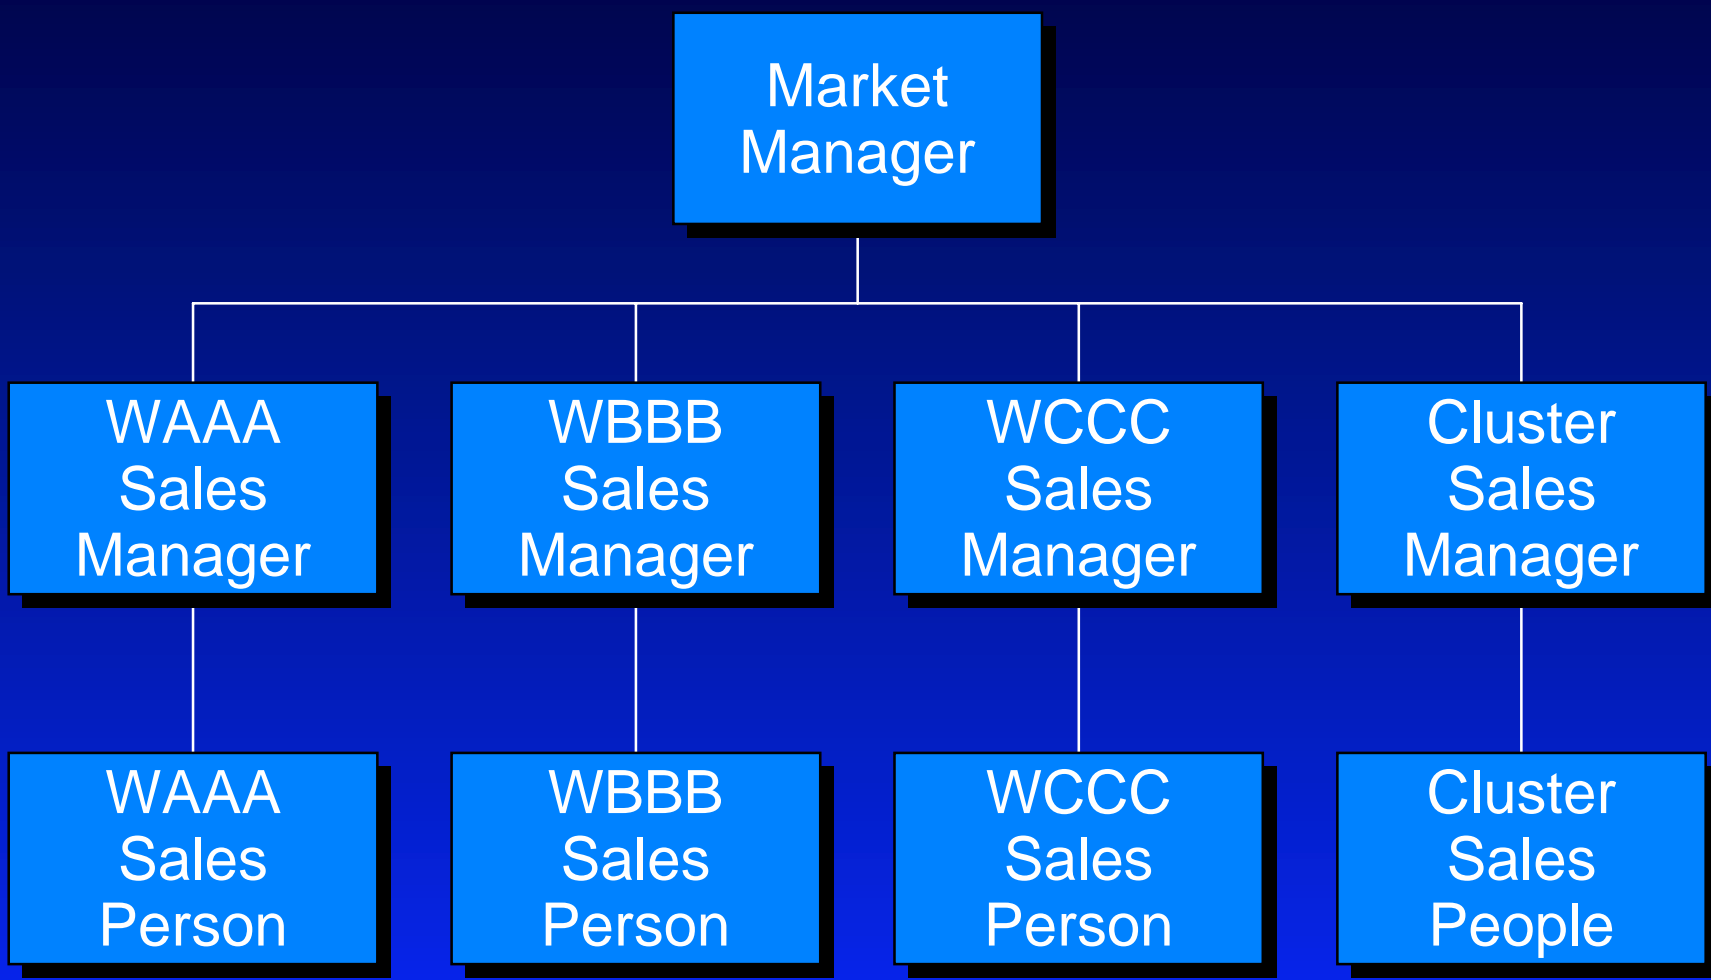 Market
Manager
WAAA
Sales
Manager
WBBB
Sales
Manager
WCCC
Sales
Manager
Cluster
Sales
Manager
WAAA
Sales
Person
WBBB
Sales
Person
WCCC
Sales
Person
Cluster
Sales
People